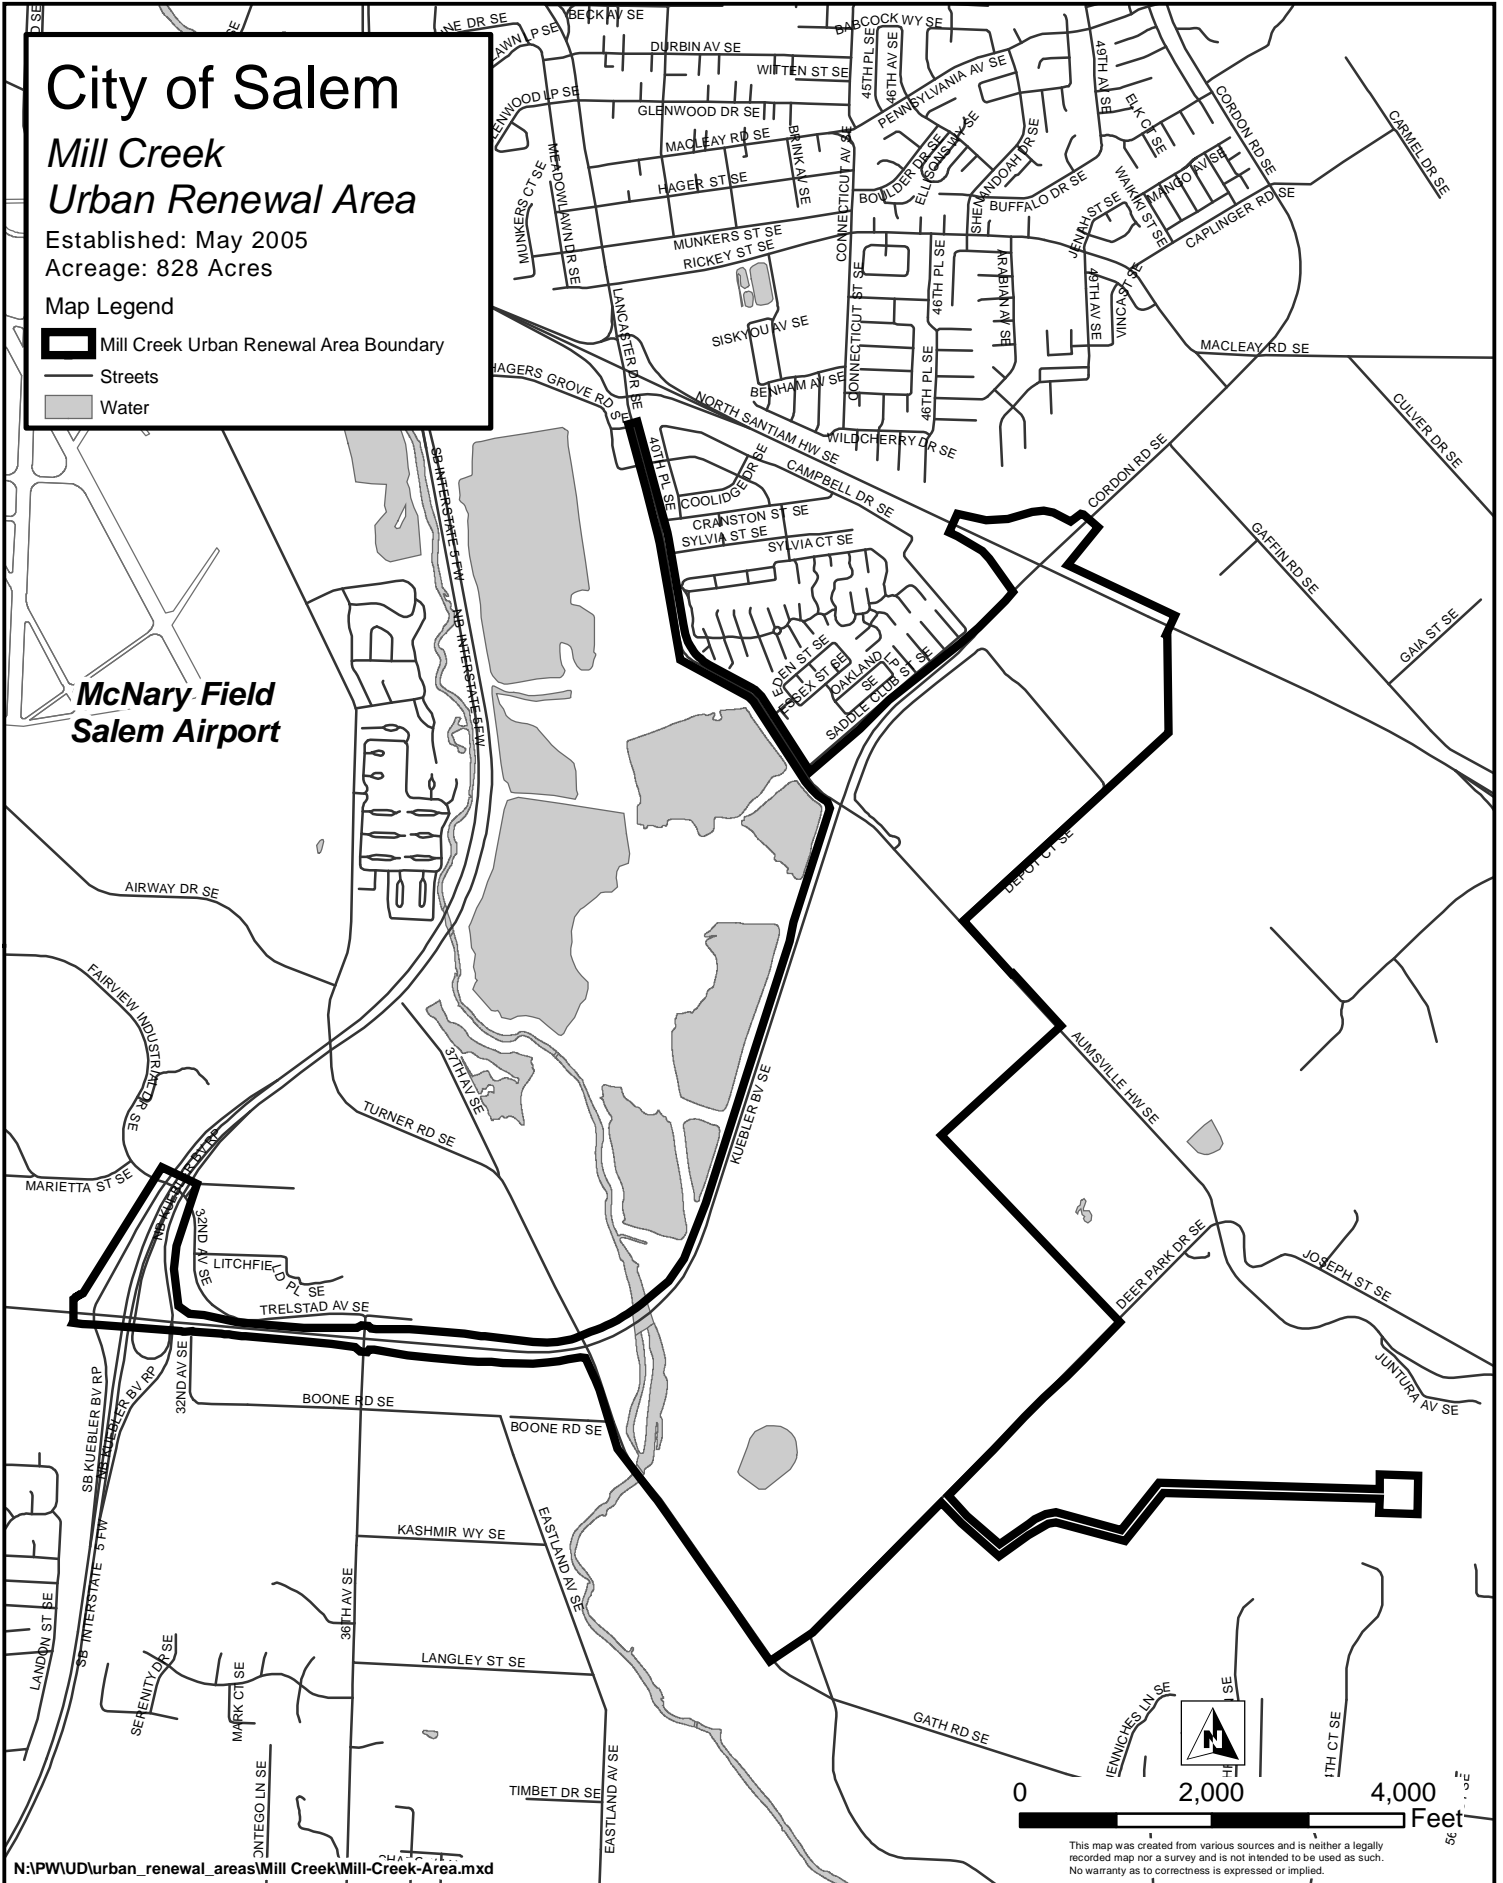 City of Salem
Mill Creek
Urban Renewal Area
Established: May 2005
Acreage: 828 Acres
Map Legend
Mill Creek Urban Renewal Area Boundary
Streets
Water
BECK AV SE
BABCOCK WY SE
DURBIN AV SE
WITTEN ST SE
45TH PL SE
46TH AV SE
PENNSYLVANIA AV SE
49TH AV SE
CORDON RD SE
CARMEL DR SE
GLENWOOD DR SE
MACLEAY RD SE
BRINK AV SE
CONNECTICUT AV SE
BOULDER DR SE
ELLISONS WY SE
SHENANDOAH DR SE
BUFFALO DR SE
ELK CT SE
WAIKIKI ST SE
MANGO AV SE
CAPLINGER RD SE
HAGER ST SE
MUNKERS CT SE
MEADOWLAWN DR SE
MUNKERS ST SE
RICKEY ST SE
JENAH ST SE
49TH AV SE
VINCA ST SE
ARABIAN AV SE
46TH PL SE
46TH PL SE
CONNECTICUT ST SE
LANCASTER DR SE
SISKYOU AV SE
BENHAM AV SE
WILDCHERRY DR SE
HAGERS GROVE RD SE
NORTH SANTIAM HW SE
CAMPBELL DR SE
MACLEAY RD SE
CULVER DR SE
CORDON RD SE
GAFFIN RD SE
GAIA ST SE
40TH PL SE
COOLIDGE DR SE
CRANSTON ST SE
SYLVIA ST SE
SYLVIA CT SE
EDEN ST SE
ESSEX ST SE
OAKLAND
LP
SE
SADDLE CLUB ST SE
SB INTERSTATE 5 FW
NB INTERSTATE 5 FW
McNary Field
Salem Airport
AIRWAY DR SE
FAIRVIEW INDUSTRIAL DR SE
MARIETTA ST SE
DEPOT CT SE
AUMSVILLE HW SE
37TH AV SE
TURNER RD SE
KUEBLER BV SE
NB KUEBLER BV RP
32ND AV SE
LITCHFIELD PL SE
TRELSTAD AV SE
DEER PARK DR SE
JOSEPH ST SE
JUNTURA AV SE
SB KUEBLER BV RP
NB KUEBLER BV RP
32ND AV SE
BOONE RD SE
BOONE RD SE
KASHMIR WY SE
EASTLAND AV SE
SB INTERSTATE 5 FW
LANDON ST SE
36TH AV SE
LANGLEY ST SE
SERENITY DR SE
MARK CT SE
GATH RD SE
TIMBET DR SE
EASTLAND AV SE
N
0 2,000 4,000
Feet
This map was created from various sources and is neither a legally
recorded map nor a survey and is not intended to be used as such.
No warranty as to correctness is expressed or implied.
N:\PW\UD\urban_renewal_areas\Mill Creek\Mill-Creek-Area.mxd